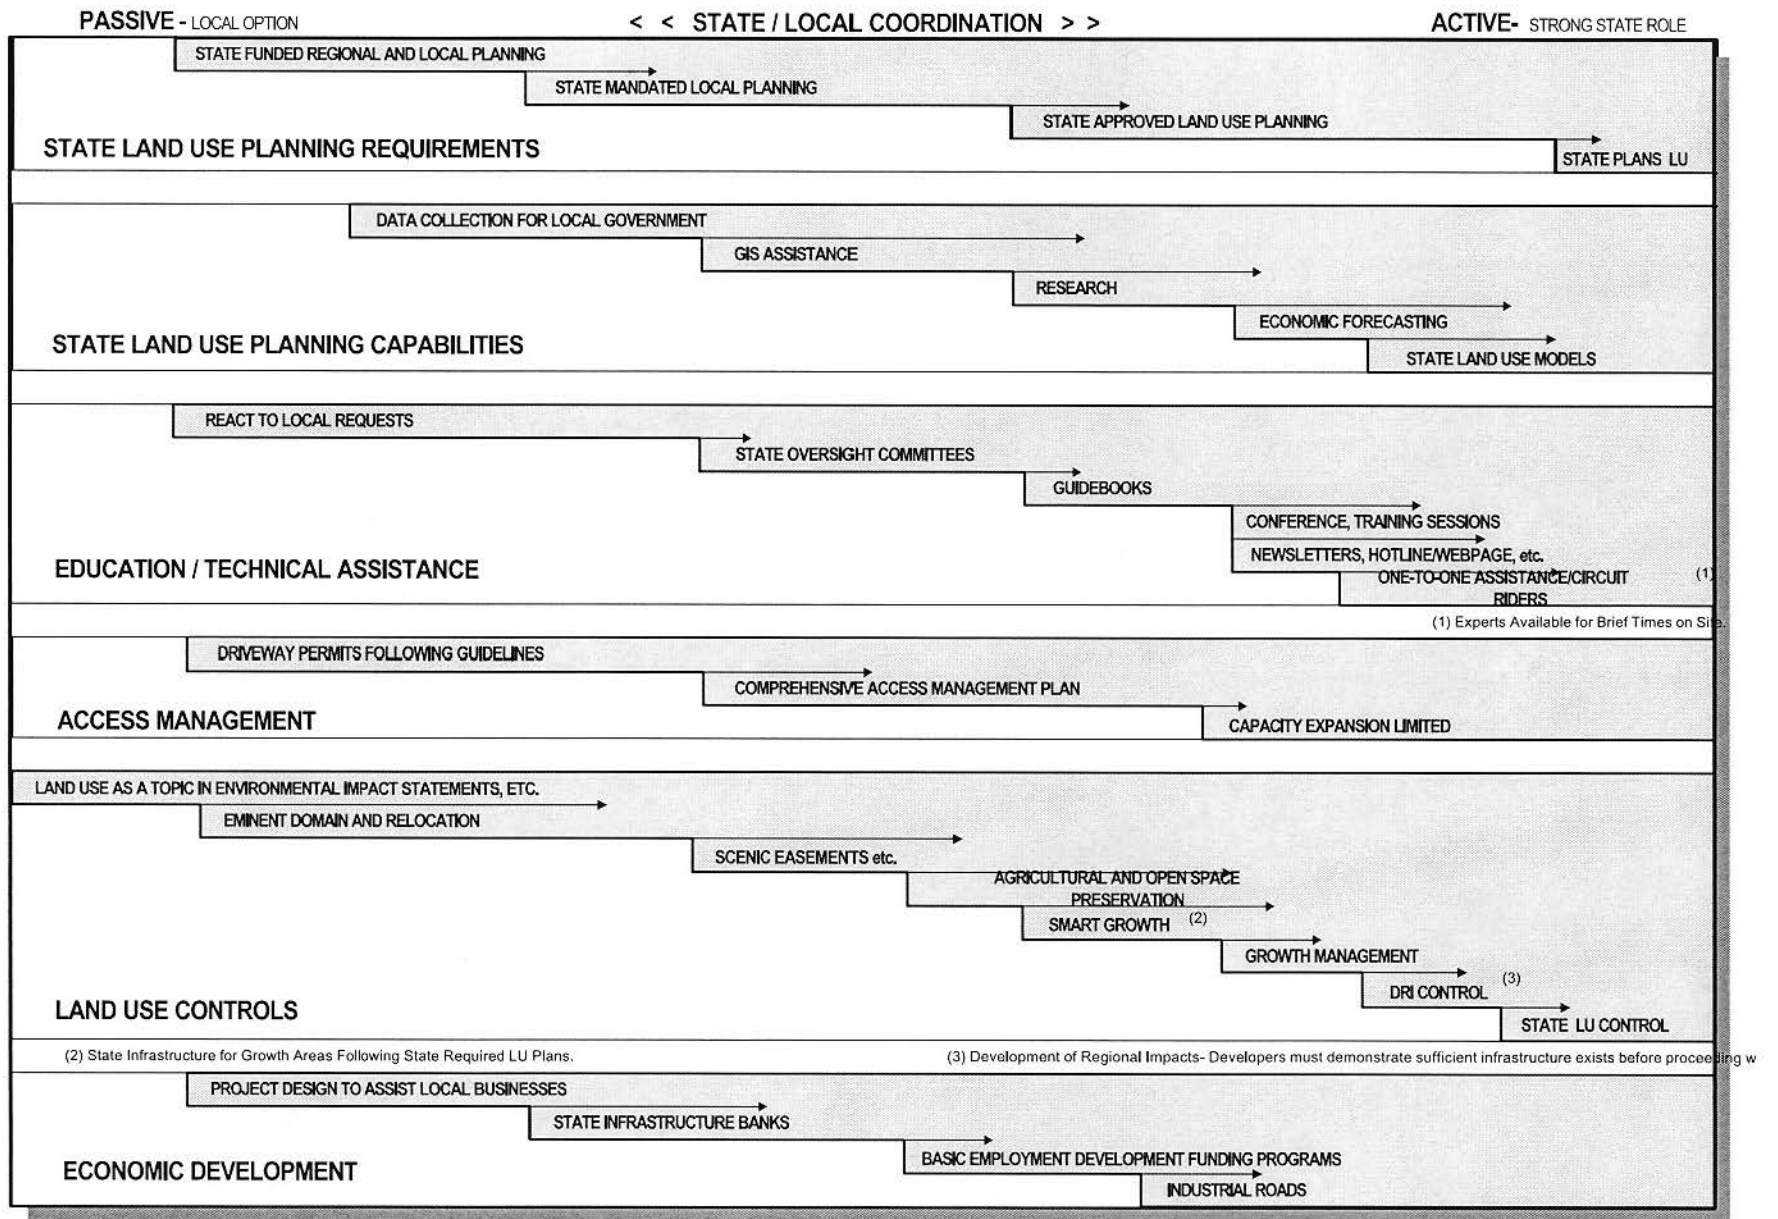 PASSIVE - LOCAL OPTION < < STATE / LOCAL COORDINATION > > ACTIVE- STRONG STATE ROLE
STATE FUNDED REGIONAL AND LOCAL PLANNING
STATE MANDATED LOCAL PLANNING
STATE APPROVED LAND USE PLANNING
STATE LAND USE PLANNING REQUIREMENTS
STATE PLANS LU
DATA COLLECTION FOR LOCAL GOVERNMENT
GIS ASSISTANCE
RESEARCH
ECONOMIC FORECASTING
STATE LAND USE PLANNING CAPABILITIES
STATE LAND USE MODELS
REACT TO LOCAL REQUESTS
STATE OVERSIGHT COMMITTEES
GUIDEBOOKS
CONFERENCE, TRAINING SESSIONS
NEWSLETTERS, HOTLINE/WEBPAGE, etc.
EDUCATION / TECHNICAL ASSISTANCE
ONE-TO-ONE ASSISTANCE/CIRCUIT (1)
RIDERS
(1) Experts Available for Brief Times on Site.
DRIVEWAY PERMITS FOLLOWING GUIDELINES
COMPREHENSIVE ACCESS MANAGEMENT PLAN
ACCESS MANAGEMENT
CAPACITY EXPANSION LIMITED
LAND USE AS A TOPIC IN ENVIRONMENTAL IMPACT STATEMENTS, ETC.
EMINENT DOMAIN AND RELOCATION
SCENIC EASEMENTS etc.
AGRICULTURAL AND OPEN SPACE
PRESERVATION
SMART GROWTH (2)
GROWTH MANAGEMENT
DRI CONTROL (3)
LAND USE CONTROLS
STATE LU CONTROL
(2) State Infrastructure for Growth Areas Following State Required LU Plans.
(3) Development of Regional Impacts- Developers must demonstrate sufficient infrastructure exists before proceeding w
PROJECT DESIGN TO ASSIST LOCAL BUSINESSES
STATE INFRASTRUCTURE BANKS
BASIC EMPLOYMENT DEVELOPMENT FUNDING PROGRAMS
ECONOMIC DEVELOPMENT
INDUSTRIAL ROADS